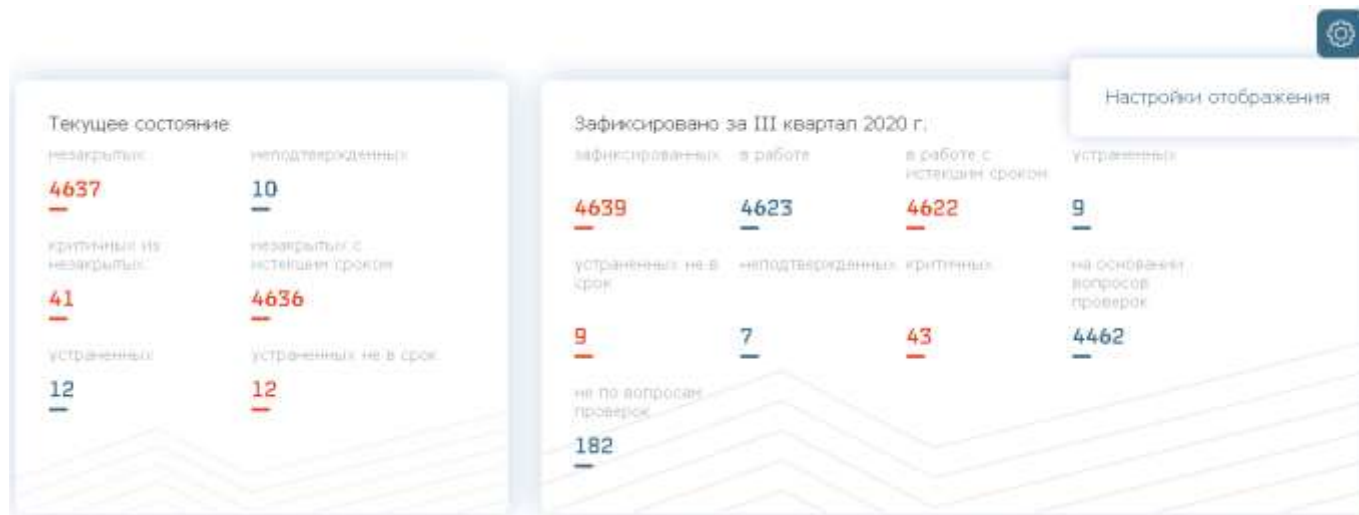 Настройки отображения
Текущее состояние
незакрытых
неподтвержденных
4637
10
критичных из
незакрытых
незакрытых с
истекшим сроком
41
4636
устраненных
устраненных не в срок
12
12
Зафиксировано за III квартал 2020 г.
зафиксированных
в работе
в работе с
истекшим сроком
устраненных
4639
4623
4622
9
устраненных не в
срок
неподтвержденных
критичных
на основании
вопросов
проверок
9
7
43
4462
не по вопросам
проверок
182